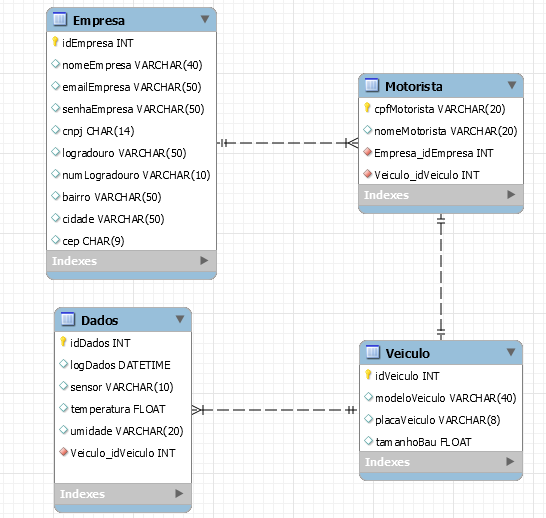 Empresa
idEmpresa INT
nomeEmpresa VARCHAR(40)
emailEmpresa VARCHAR(50)
senhaEmpresa VARCHAR(50)
cnpj CHAR(14)
logradouro VARCHAR(50)
numLogradouro VARCHAR(10)
bairro VARCHAR(50)
cidade VARCHAR(50)
cep CHAR(9)
Indexes
Motorista
cpfMotorista VARCHAR(20)
nomeMotorista VARCHAR(20)
Empresa_idEmpresa INT
Veiculo_idVeiculo INT
Indexes
Dados
idDados INT
logDados DATETIME
sensor VARCHAR(10)
temperatura FLOAT
umidade VARCHAR(20)
Veiculo_idVeiculo INT
Indexes
Veiculo
idVeiculo INT
modeloVeiculo VARCHAR(40)
placaVeiculo VARCHAR(8)
tamanhoBau FLOAT
Indexes